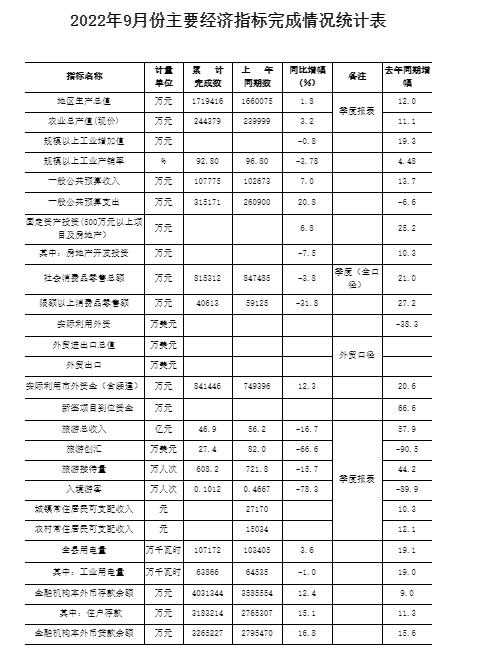 2022年9月份主要经济指标完成情况统计表
指标名称 计量单位 累计完成数 上年同期数 同比增幅(%) 备注 去年同期增幅
地区生产总值 万元 1719416 1660075 1.8 季度报表 12.0
农业总产值(现价) 万元 244379 239999 3.2 11.1
规模以上工业增加值 万元 -0.8 19.3
规模以上工业产销率 % 92.80 96.80 -3.78 4.48
一般公共预算收入 万元 107775 102673 7.0 13.7
一般公共预算支出 万元 315171 260900 20.8 -6.6
固定资产投资(500万元以上项目及房地产) 万元 6.8 25.2
其中：房地产开发投资 万元 -7.5 10.3
社会消费品零售总额 万元 815312 847485 -3.8 季度（全口径） 21.0
限额以上消费品零售额 万元 40613 59125 -31.8 27.2
实际利用外资 万美元 -38.3
外贸进出口总值 万美元 外贸口径
外贸出口 万美元
实际利用市外资金（含续建） 万元 841446 749396 12.3 20.6
新签项目到位资金 万元 66.6
旅游总收入 亿元 46.9 56.2 -16.7 季度报表 57.9
旅游创汇 万美元 27.4 82.0 -66.6 -90.5
旅游接待量 万人次 608.2 721.8 -15.7 44.2
入境游客 万人次 0.1012 0.4667 -78.3 -89.9
城镇常住居民可支配收入 元 27170 10.3
农村常住居民可支配收入 元 15034 12.1
全县用电量 万千瓦时 107172 103405 3.6 19.1
其中：工业用电量 万千瓦时 63866 64535 -1.0 19.0
金融机构本外币存款余额 万元 4031344 3585554 12.4 9.0
其中：住户存款 万元 3183214 2765307 15.1 11.3
金融机构本外币贷款余额 万元 3265227 2795470 16.8 15.6